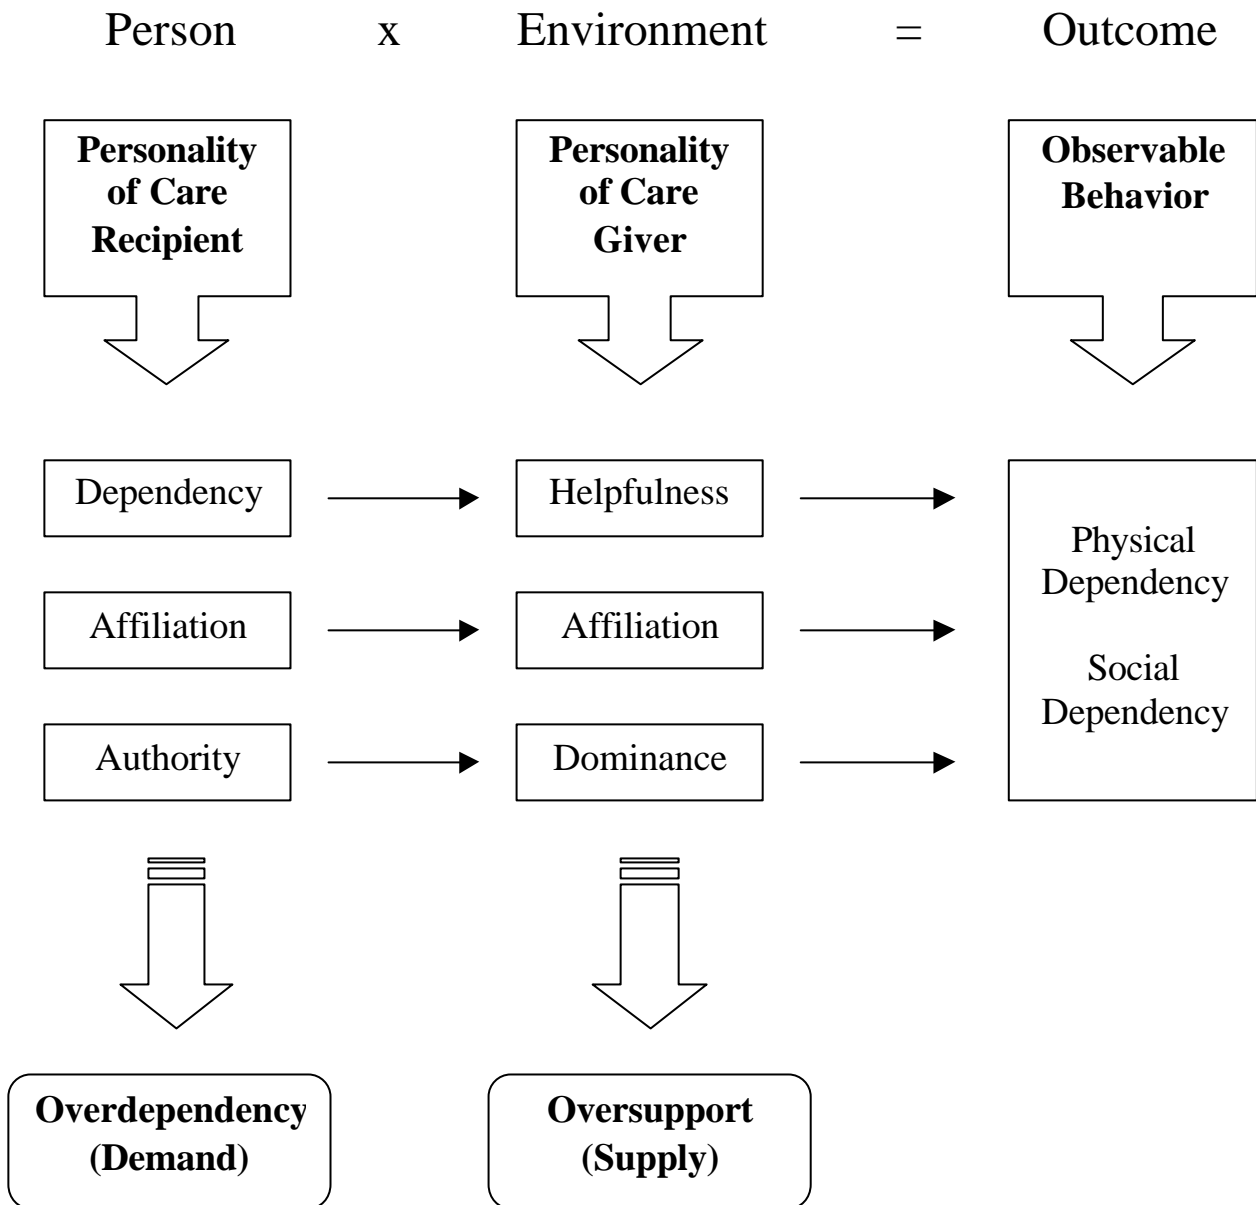 Person x Environment = Outcome
Personality
of Care
Recipient
Personality
of Care
Giver
Observable
Behavior
Dependency
Helpfulness
Affiliation
Affiliation
Authority
Dominance
Physical
Dependency
Social
Dependency
Overdependency
(Demand)
Oversupport
(Supply)